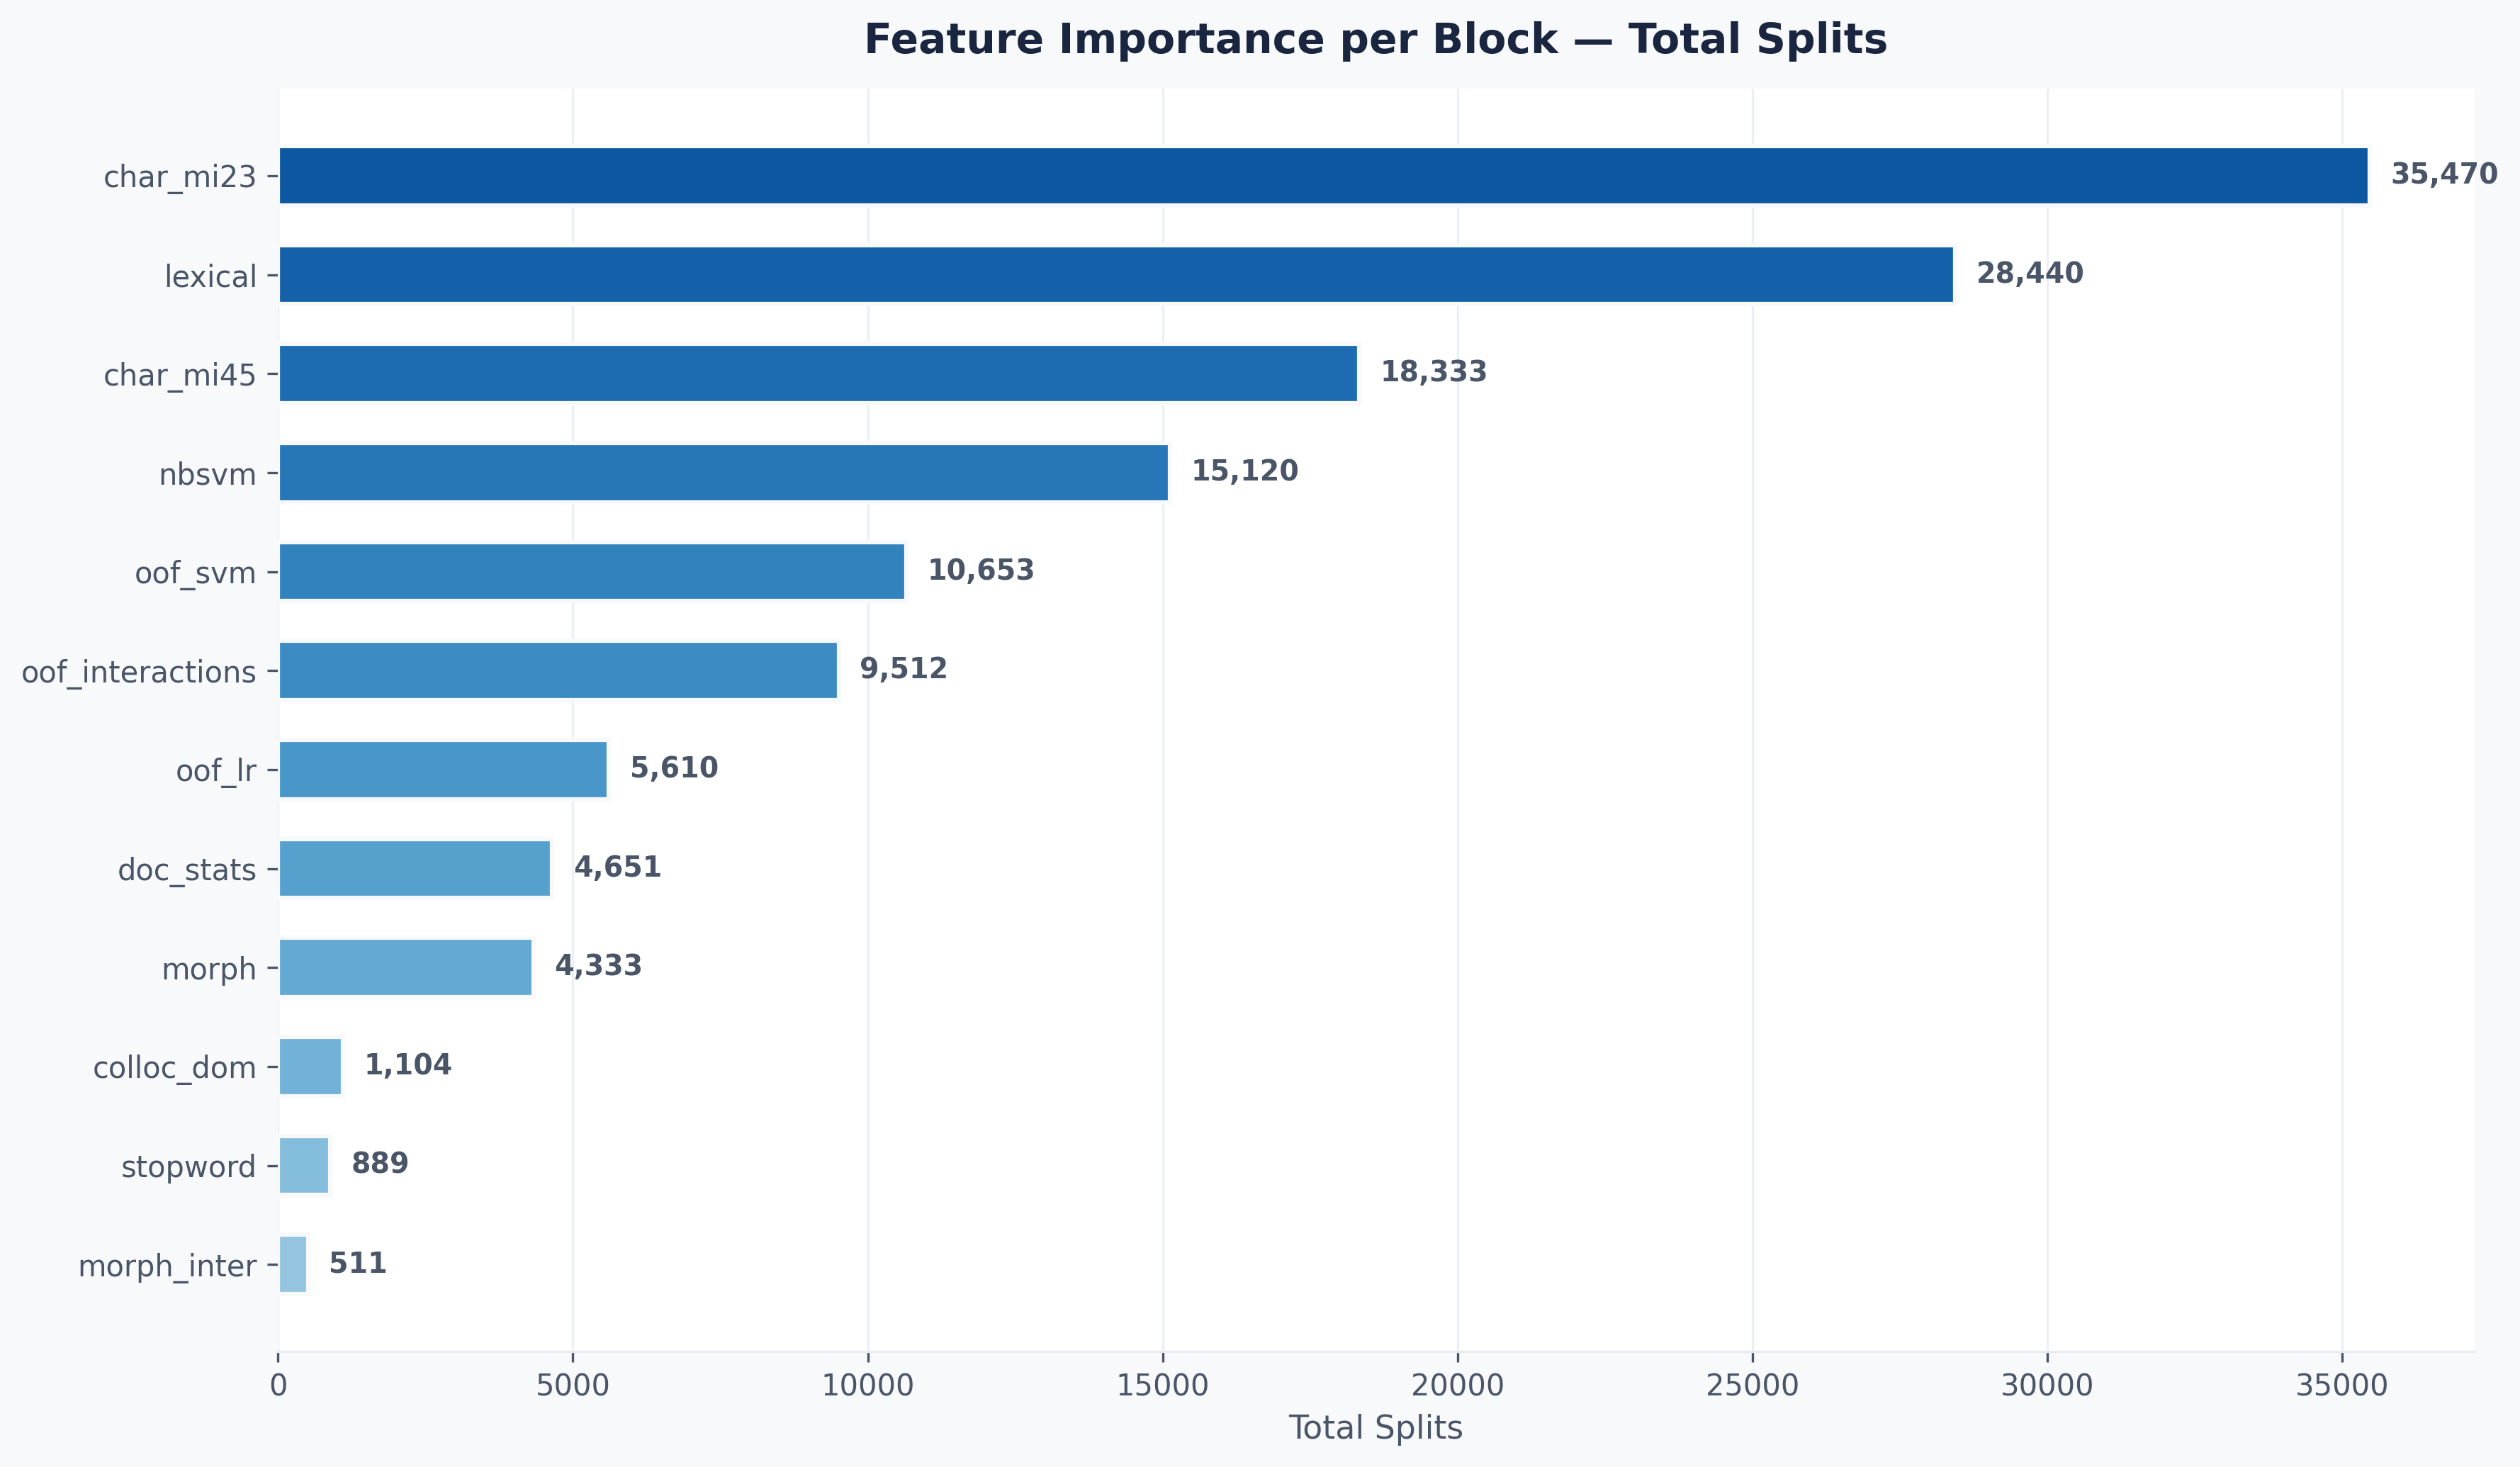 Feature Importance per Block — Total Splits
char_mi23 35,470
lexical 28,440
char_mi45 18,333
nbsvm 15,120
oof_svm 10,653
oof_interactions 9,512
oof_lr 5,610
doc_stats 4,651
morph 4,333
colloc_dom 1,104
stopword 889
morph_inter 511
0 5000 10000 15000 20000 25000 30000 35000
Total Splits